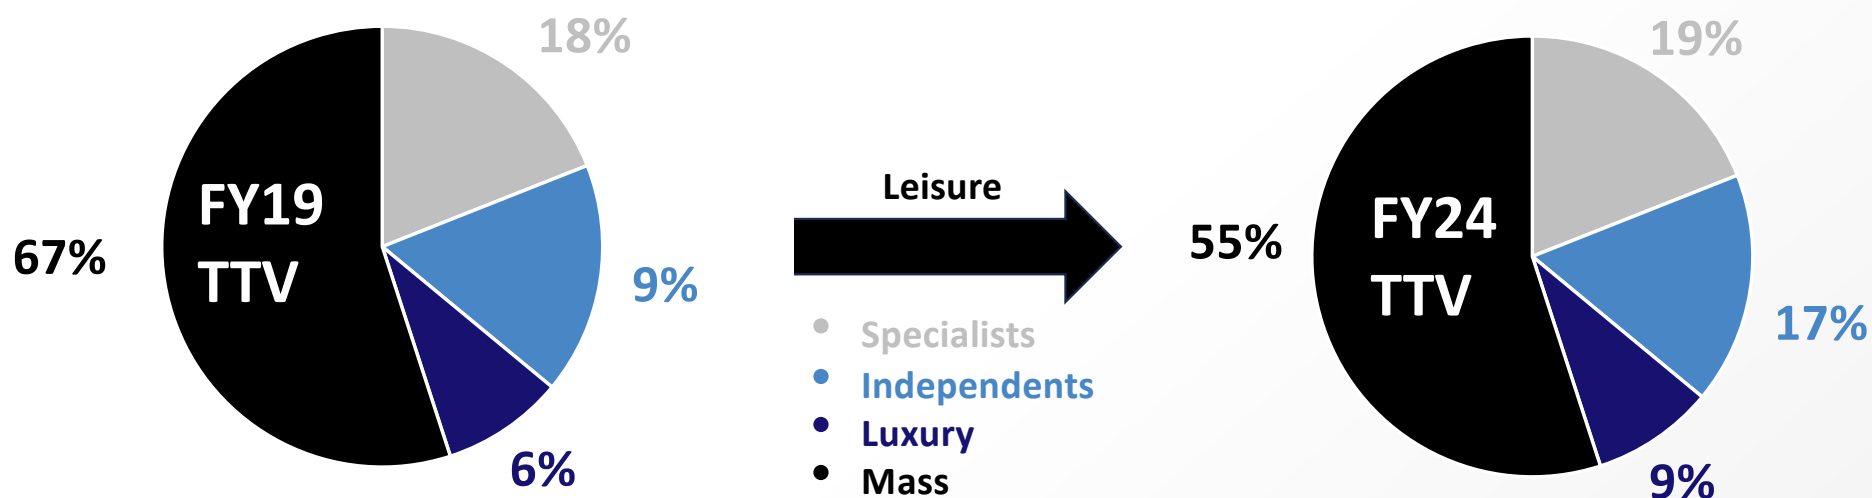 18%
FY19
TTV
67%
9%
6%
Leisure
Specialists
Independents
Luxury
Mass
19%
FY24
TTV
55%
17%
9%